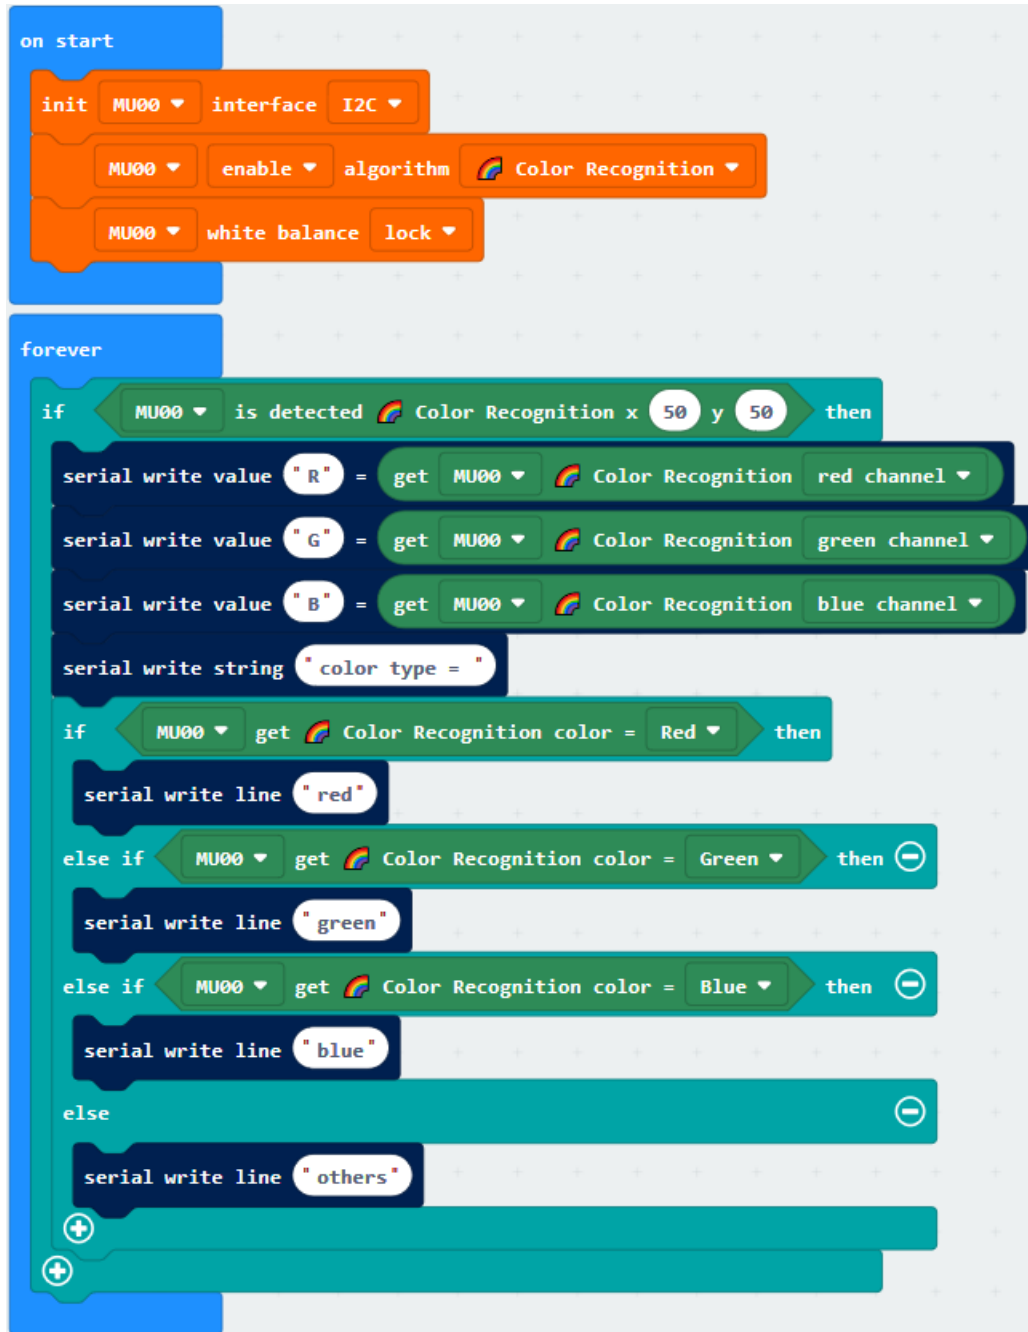 on start
init MU00 interface I2C
MU00 enable algorithm Color Recognition
MU00 white balance lock
forever
if MU00 is detected Color Recognition x 50 y 50 then
serial write value "R" = get MU00 Color Recognition red channel
serial write value "G" = get MU00 Color Recognition green channel
serial write value "B" = get MU00 Color Recognition blue channel
serial write string "color type = "
if MU00 get Color Recognition color = Red then
serial write line "red"
else if MU00 get Color Recognition color = Green then
serial write line "green"
else if MU00 get Color Recognition color = Blue then
serial write line "blue"
else
serial write line "others"